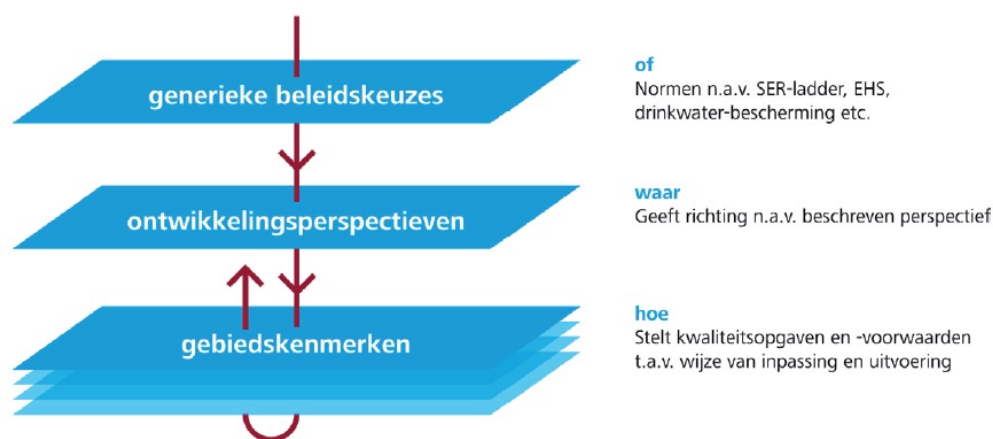 generieke beleidskeuzes
of
Normen n.a.v. SER-ladder, EHS,
drinkwater-bescherming etc.
ontwikkelingsperspectieven
waar
Geeft richting n.a.v. beschreven perspectief
gebiedskenmerken
hoe
Stelt kwaliteitsopgaven en -voorwaarden
t.a.v. wijze van inpassing en uitvoering